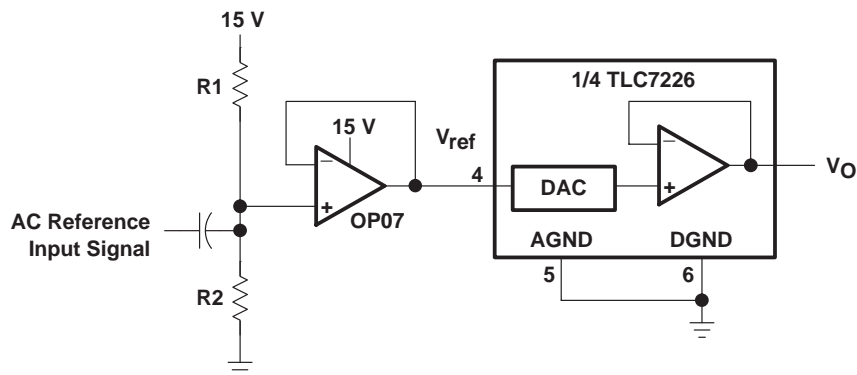 15 V
R1
15 V
−
+
OP07
AC Reference
Input Signal
R2
Vref
4
1/4 TLC7226
DAC
−
+
VO
AGND
DGND
5
6